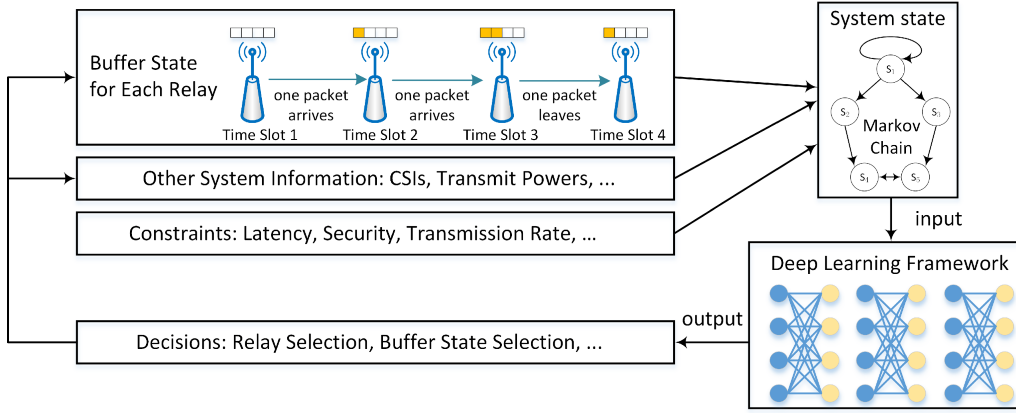 System state
Buffer State
for Each Relay
one packet
arrives
one packet
arrives
one packet
leaves
Time Slot 1
Time Slot 2
Time Slot 3
Time Slot 4
S1
S2
S3
Markov
Chain
S4
S5
Other System Information: CSIs, Transmit Powers, ...
Constraints: Latency, Security, Transmission Rate, ...
input
Deep Learning Framework
output
Decisions: Relay Selection, Buffer State Selection, ...